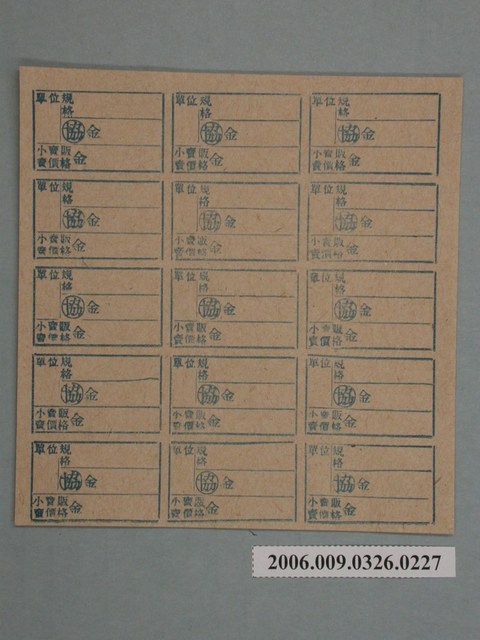 單位規
格
協 金
小賣販
賣價格 金
單位規
格
協 金
小賣販
賣價格 金
單位規
格
協 金
小賣販
賣價格 金
單位規
格
協 金
小賣販
賣價格 金
單位規
格
協 金
小賣販
賣價格 金
單位規
格
協 金
小賣販
賣價格 金
單位規
格
協 金
小賣販
賣價格 金
單位規
格
協 金
小賣販
賣價格 金
單位規
格
協 金
小賣販
賣價格 金
單位規
格
協 金
小賣販
賣價格 金
單位規
格
協 金
小賣販
賣價格 金
單位規
格
協 金
小賣販
賣價格 金
單位規
格
協 金
小賣販
賣價格 金
單位規
格
協 金
小賣販
賣價格 金
單位規
格
協 金
小賣販
賣價格 金
2006.009.0326.0227